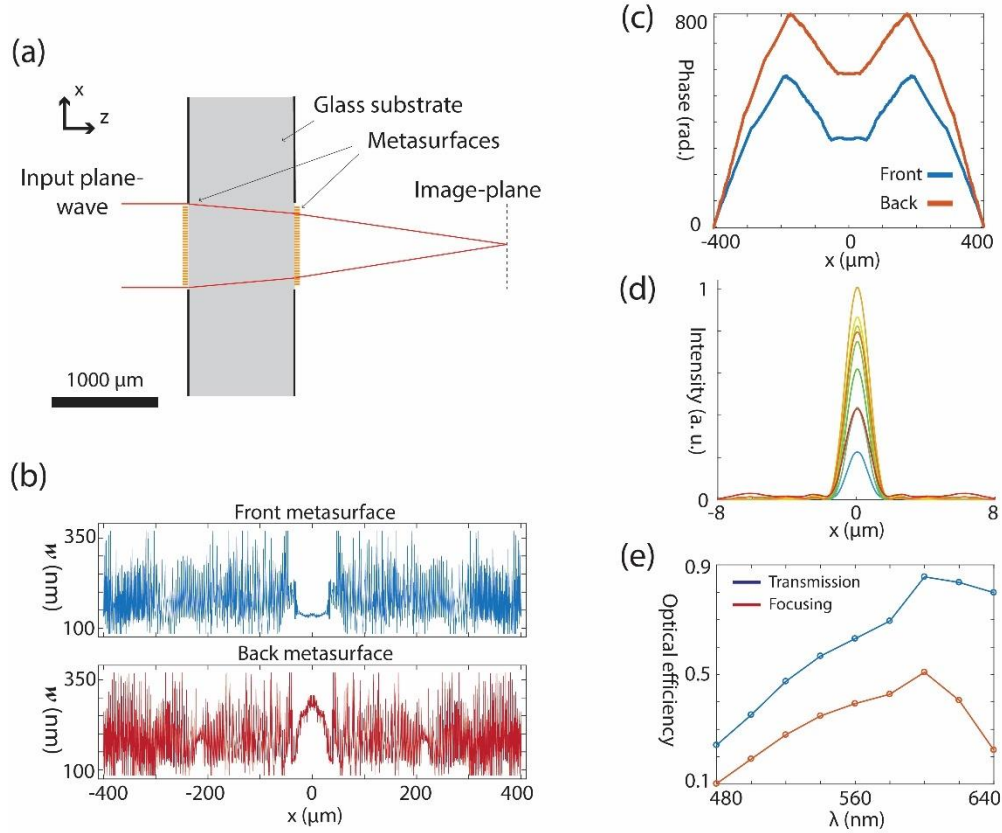 (a)
x
z
Glass substrate
Metasurfaces
Input plane-
wave
Image-plane
1000 μm
(b)
Front metasurface
350
w (nm)
100
Back metasurface
350
w (nm)
100
-400 -200 0 200 400
x (μm)
(c)
800
Phase (rad.)
Front
Back
0
-400 0 400
x (μm)
(d)
1
Intensity (a. u.)
0
-8 0 8
x (μm)
(e)
0.9
Transmission
Focusing
Optical efficiency
0.5
0.1
480 560 640
λ (nm)